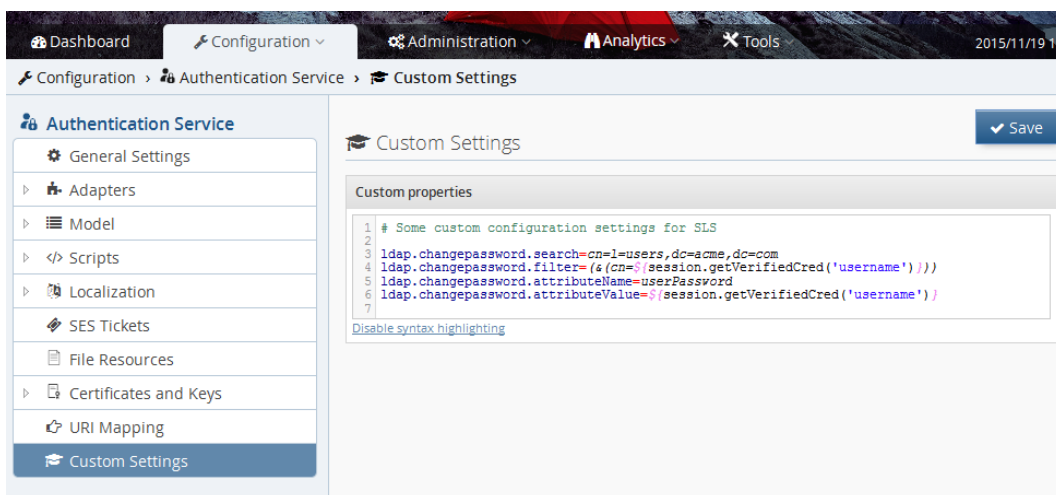 Dashboard Configuration Administration Analytics Tools 2015/11/19 1
Configuration › Authentication Service › Custom Settings
Authentication Service
General Settings
Adapters
Model
Scripts
Localization
SES Tickets
File Resources
Certificates and Keys
URI Mapping
Custom Settings
Custom Settings
Save
Custom properties
1 # Some custom configuration settings for SLS
2
3 ldap.changepassword.search=cn=l=users,dc=acme,dc=com
4 ldap.changepassword.filter=(&(cn=${session.getVerifiedCred('username')}))
5 ldap.changepassword.attributeName=userPassword
6 ldap.changepassword.attributeValue=${session.getVerifiedCred('username')}
7
Disable syntax highlighting